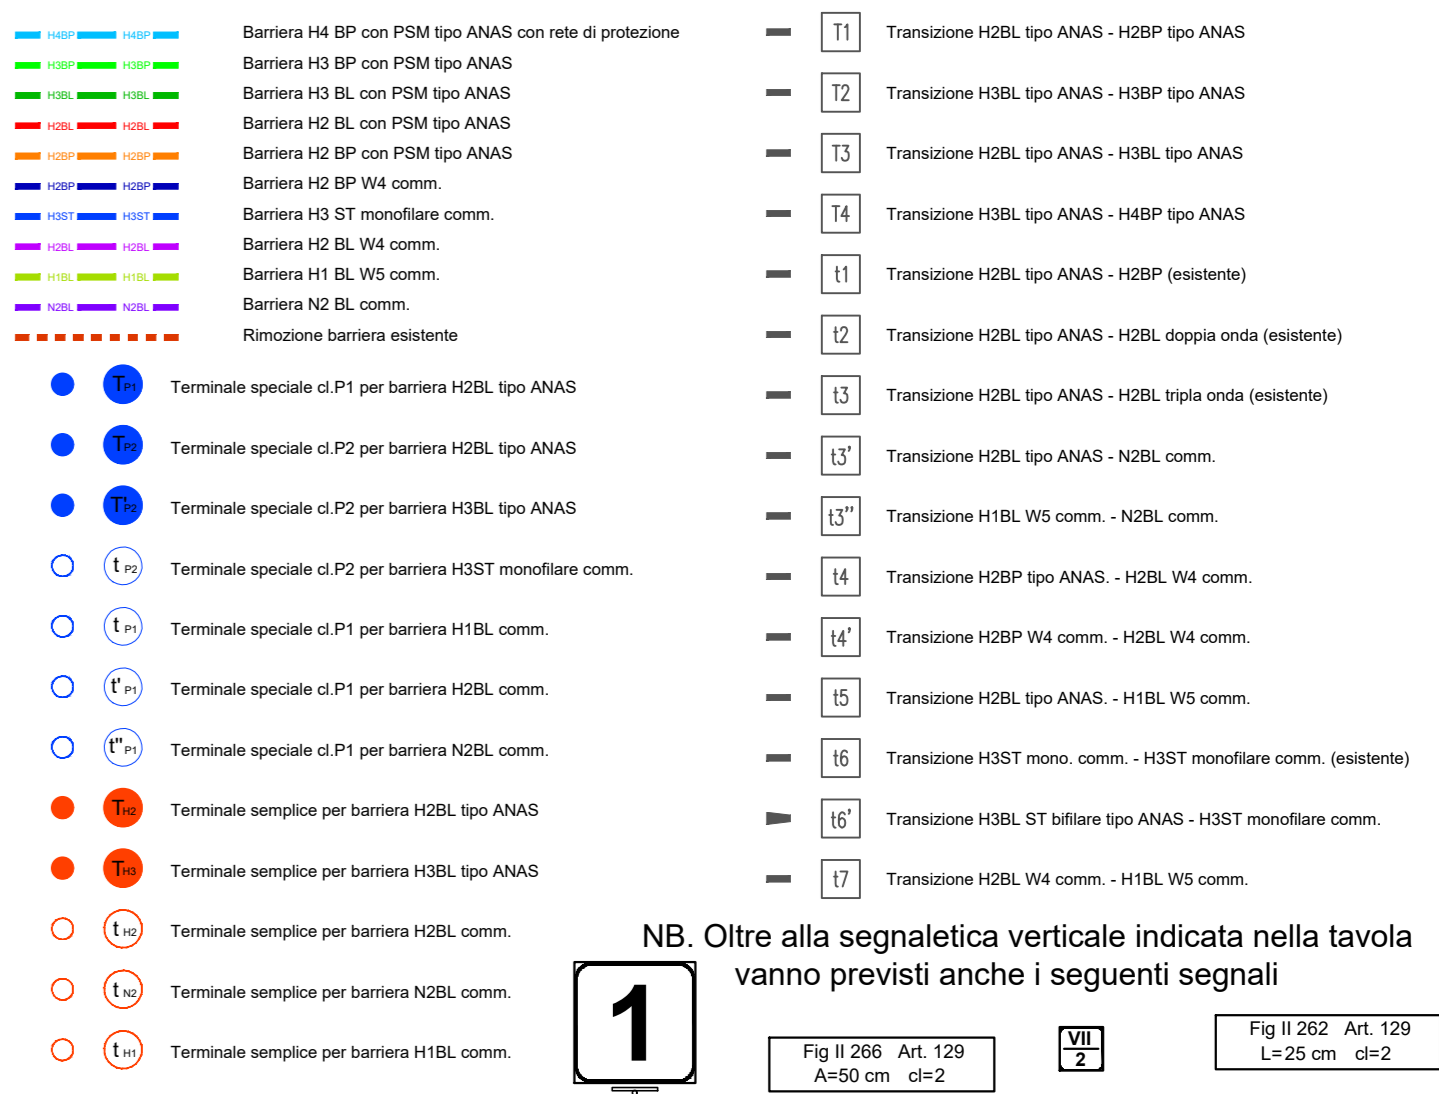 H4BP H4BP Barriera H4 BP con PSM tipo ANAS con rete di protezione
H3BP H3BP Barriera H3 BP con PSM tipo ANAS
H3BL H3BL Barriera H3 BL con PSM tipo ANAS
H2BL H2BL Barriera H2 BL con PSM tipo ANAS
H2BP H2BP Barriera H2 BP con PSM tipo ANAS
H2BP H2BP Barriera H2 BP W4 comm.
H3ST H3ST Barriera H3 ST monofilare comm.
H2BL H2BL Barriera H2 BL W4 comm.
H1BL H1BL Barriera H1 BL W5 comm.
N2BL N2BL Barriera N2 BL comm.
Rimozione barriera esistente
TP1 Terminale speciale cl.P1 per barriera H2BL tipo ANAS
TP2 Terminale speciale cl.P2 per barriera H2BL tipo ANAS
T'P2 Terminale speciale cl.P2 per barriera H3BL tipo ANAS
t P2 Terminale speciale cl.P2 per barriera H3ST monofilare comm.
t P1 Terminale speciale cl.P1 per barriera H1BL comm.
t' P1 Terminale speciale cl.P1 per barriera H2BL comm.
t" P1 Terminale speciale cl.P1 per barriera N2BL comm.
TH2 Terminale semplice per barriera H2BL tipo ANAS
TH3 Terminale semplice per barriera H3BL tipo ANAS
t H2 Terminale semplice per barriera H2BL comm.
t N2 Terminale semplice per barriera N2BL comm.
t H1 Terminale semplice per barriera H1BL comm.
T1 Transizione H2BL tipo ANAS - H2BP tipo ANAS
T2 Transizione H3BL tipo ANAS - H3BP tipo ANAS
T3 Transizione H2BL tipo ANAS - H3BL tipo ANAS
T4 Transizione H3BL tipo ANAS - H4BP tipo ANAS
t1 Transizione H2BL tipo ANAS - H2BP (esistente)
t2 Transizione H2BL tipo ANAS - H2BL doppia onda (esistente)
t3 Transizione H2BL tipo ANAS - H2BL tripla onda (esistente)
t3' Transizione H2BL tipo ANAS - N2BL comm.
t3'' Transizione H1BL W5 comm. - N2BL comm.
t4 Transizione H2BP tipo ANAS. - H2BL W4 comm.
t4' Transizione H2BP W4 comm. - H2BL W4 comm.
t5 Transizione H2BL tipo ANAS. - H1BL W5 comm.
t6 Transizione H3ST mono. comm. - H3ST monofilare comm. (esistente)
t6' Transizione H3BL ST bifilare tipo ANAS - H3ST monofilare comm.
t7 Transizione H2BL W4 comm. - H1BL W5 comm.
NB. Oltre alla segnaletica verticale indicata nella tavola
vanno previsti anche i seguenti segnali
1
Fig II 266 Art. 129
A=50 cm cl=2
VII
2
Fig II 262 Art. 129
L=25 cm cl=2